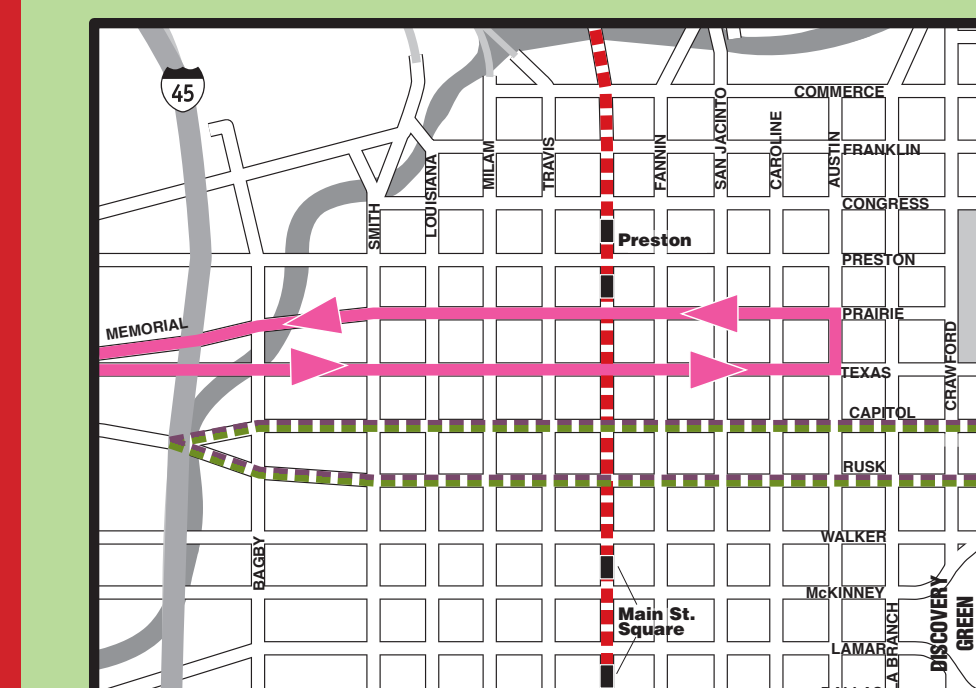 45
COMMERCE
SAN JACINTO
CAROLINE
AUSTIN
FANNIN
TRAVIS
MILAM
LOUISIANA
SMITH
FRANKLIN
CONGRESS
Preston
PRESTON
MEMORIAL
PRAIRIE
CRAWFORD
TEXAS
CAPITOL
RUSK
WALKER
BAGBY
McKINNEY
Main St.
Square
LAMAR
LA BRANCH
DISCOVERY
GREEN